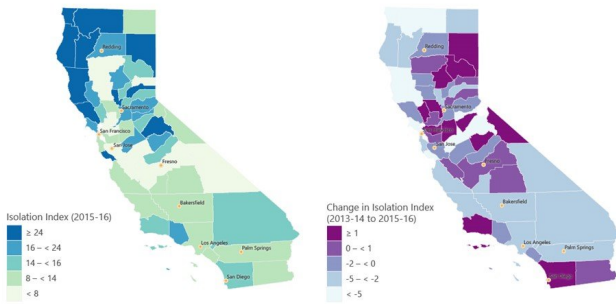 Redding
Sacramento
San Francisco
San Jose
Fresno
Bakersfield
Los Angeles
Palm Springs
San Diego
Isolation Index (2015-16)
≥ 24
16 – < 24
14 – < 16
8 – < 14
< 8
Redding
Sacramento
San Jose
Fresno
Bakersfield
Los Angeles
Palm Springs
San Diego
Change in Isolation Index
(2013-14 to 2015-16)
≥ 1
0 – < 1
-2 – < 0
-5 – < -2
< -5